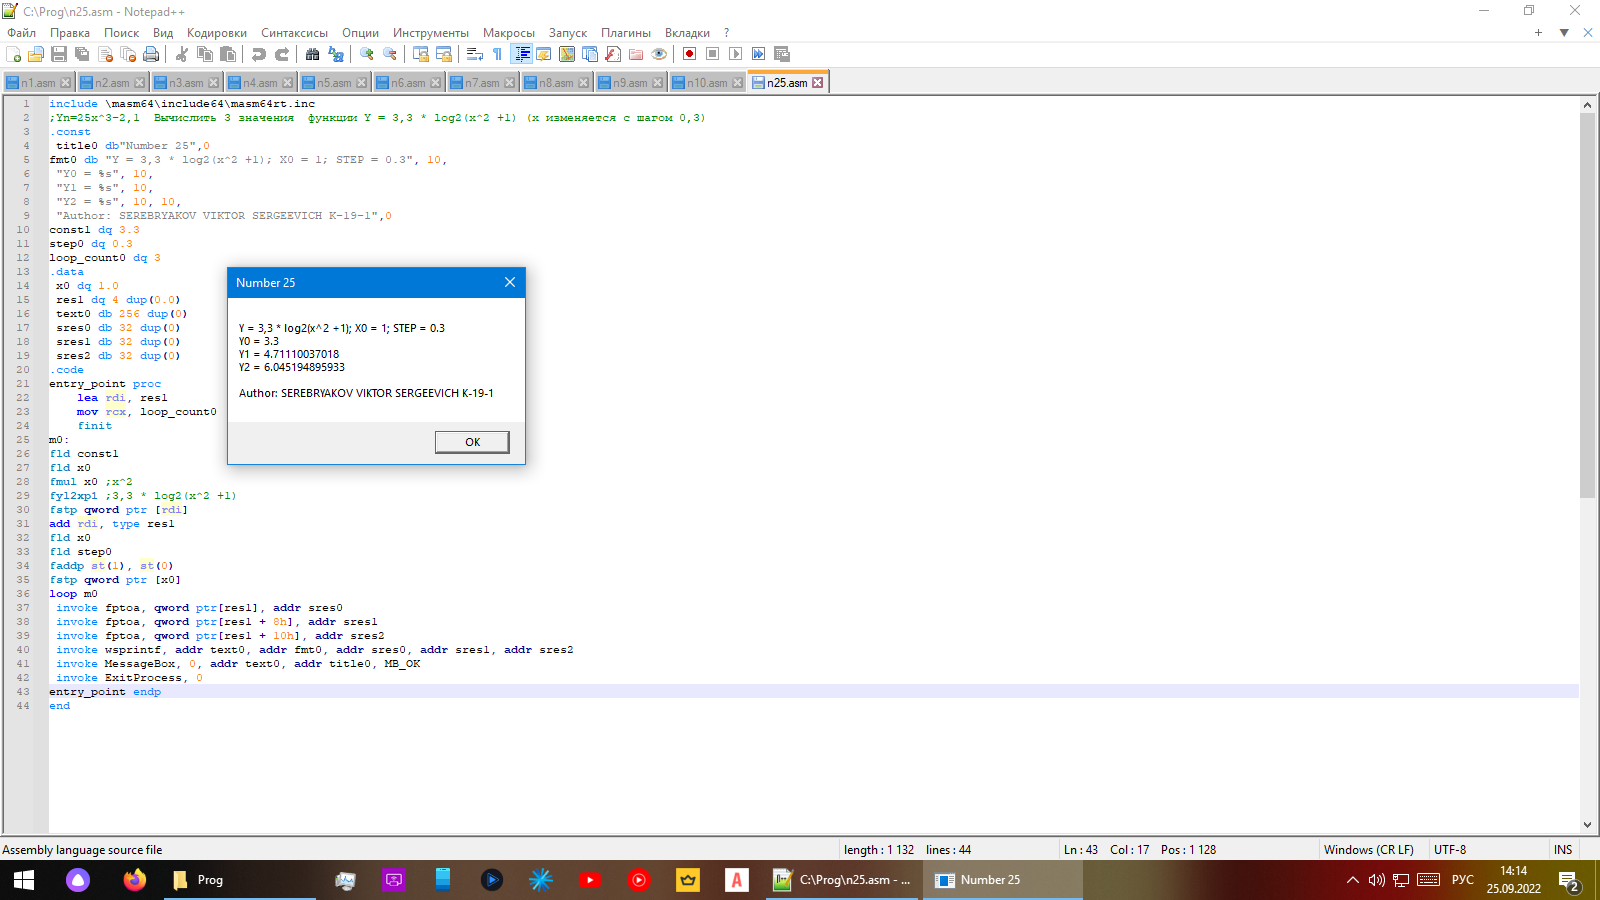 C:\Prog\n25.asm - Notepad++
Файл Правка Поиск Вид Кодировки Синтаксисы Опции Инструменты Макросы Запуск Плагины Вкладки ? + ▼ X
n1.asm n2.asm n3.asm n4.asm n5.asm n6.asm n7.asm n8.asm n9.asm n10.asm n25.asm
1 include \masm64\include64\masm64rt.inc
2 ;Yn=25x^3-2,1 Вычислить 3 значения функции Y = 3,3 * log2(x^2 +1) (x изменяется с шагом 0,3)
3 .const
4 title0 db"Number 25",0
5 fmt0 db "Y = 3,3 * log2(x^2 +1); X0 = 1; STEP = 0.3", 10,
6 "Y0 = %s", 10,
7 "Y1 = %s", 10,
8 "Y2 = %s", 10, 10,
9 "Author: SEREBRYAKOV VIKTOR SERGEEVICH K-19-1",0
10 const1 dq 3.3
11 step0 dq 0.3
12 loop_count0 dq 3
13 .data
14 x0 dq 1.0
15 res1 dq 4 dup(0.0)
16 text0 db 256 dup(0)
17 sres0 db 32 dup(0)
18 sres1 db 32 dup(0)
19 sres2 db 32 dup(0)
20 .code
21 entry_point proc
22 lea rdi, res1
23 mov rcx, loop_count0
24 finit
25 m0:
26 fld const1
27 fld x0
28 fmul x0 ;x^2
29 fyl2xp1 ;3,3 * log2(x^2 +1)
30 fstp qword ptr [rdi]
31 add rdi, type res1
32 fld x0
33 fld step0
34 faddp st(1), st(0)
35 fstp qword ptr [x0]
36 loop m0
37 invoke fptoa, qword ptr[res1], addr sres0
38 invoke fptoa, qword ptr[res1 + 8h], addr sres1
39 invoke fptoa, qword ptr[res1 + 10h], addr sres2
40 invoke wsprintf, addr text0, addr fmt0, addr sres0, addr sres1, addr sres2
41 invoke MessageBox, 0, addr text0, addr title0, MB_OK
42 invoke ExitProcess, 0
43 entry_point endp
44 end
Number 25
Y = 3,3 * log2(x^2 +1); X0 = 1; STEP = 0.3
Y0 = 3.3
Y1 = 4.71110037018
Y2 = 6.045194895933
Author: SEREBRYAKOV VIKTOR SERGEEVICH K-19-1
OK
Assembly language source file length : 1 132 lines : 44 Ln : 43 Col : 17 Pos : 1 128 Windows (CR LF) UTF-8 INS
Prog C:\Prog\n25.asm - ... Number 25 РУС 14:14
25.09.2022 2